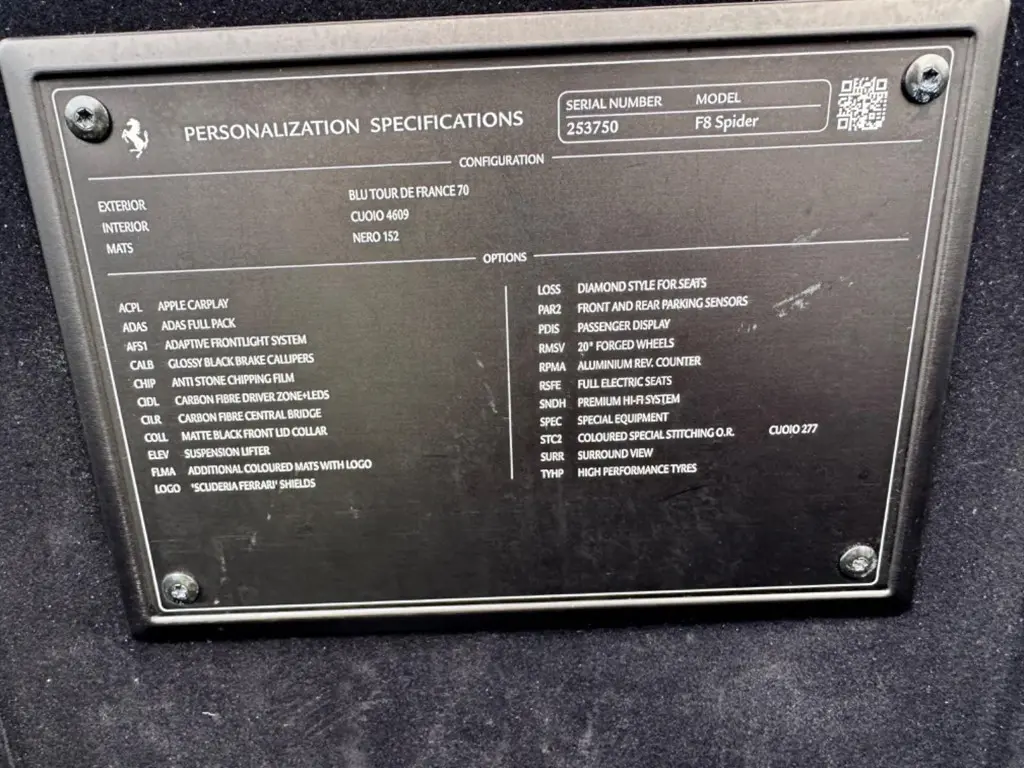 PERSONALIZATION SPECIFICATIONS
SERIAL NUMBER MODEL
253750 F8 Spider
CONFIGURATION
EXTERIOR BLU TOUR DE FRANCE 70
INTERIOR CUOIO 4609
MATS NERO 152
OPTIONS
ACPL APPLE CARPLAY
ADAS ADAS FULL PACK
AFS1 ADAPTIVE FRONTLIGHT SYSTEM
CALB GLOSSY BLACK BRAKE CALLIPERS
CHIP ANTI STONE CHIPPING FILM
CIDL CARBON FIBRE DRIVER ZONE+LEDS
CILR CARBON FIBRE CENTRAL BRIDGE
COLL MATTE BLACK FRONT LID COLLAR
ELEV SUSPENSION LIFTER
FLMA ADDITIONAL COLOURED MATS WITH LOGO
LOGO 'SCUDERIA FERRARI' SHIELDS
LOSS DIAMOND STYLE FOR SEATS
PAR2 FRONT AND REAR PARKING SENSORS
PDIS PASSENGER DISPLAY
RMSV 20" FORGED WHEELS
RPMA ALUMINIUM REV. COUNTER
RSFE FULL ELECTRIC SEATS
SNDH PREMIUM HI-FI SYSTEM
SPEC SPECIAL EQUIPMENT
STC2 COLOURED SPECIAL STITCHING O.R. CUOIO 277
SURR SURROUND VIEW
TYHP HIGH PERFORMANCE TYRES